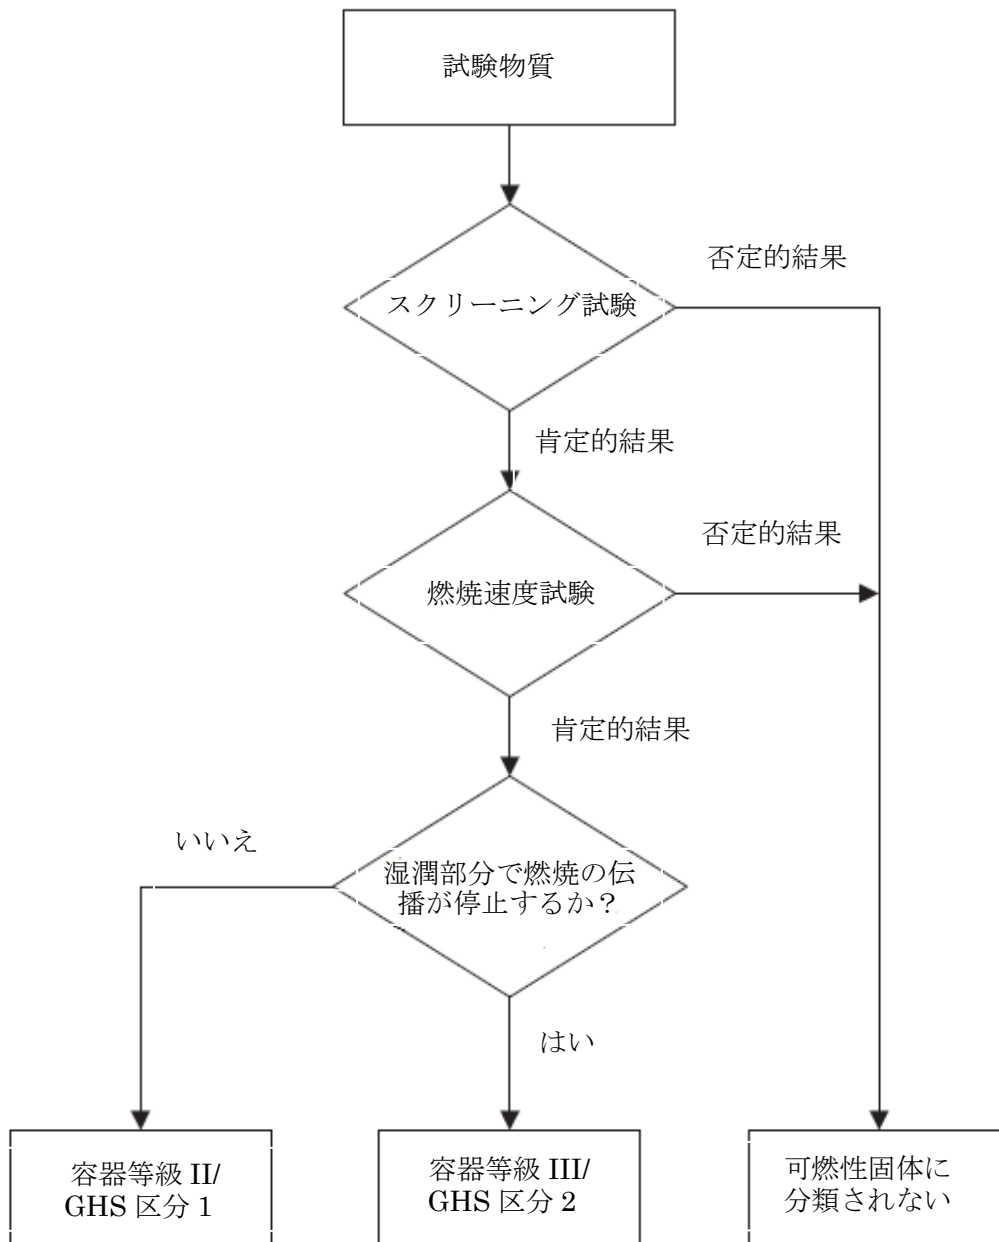 試験物質
否定的結果
スクリーニング試験
肯定的結果
否定的結果
燃焼速度試験
肯定的結果
いいえ
湿潤部分で燃焼の伝
播が停止するか？
はい
容器等級 II/
GHS 区分 1
容器等級 III/
GHS 区分 2
可燃性固体に
分類されない